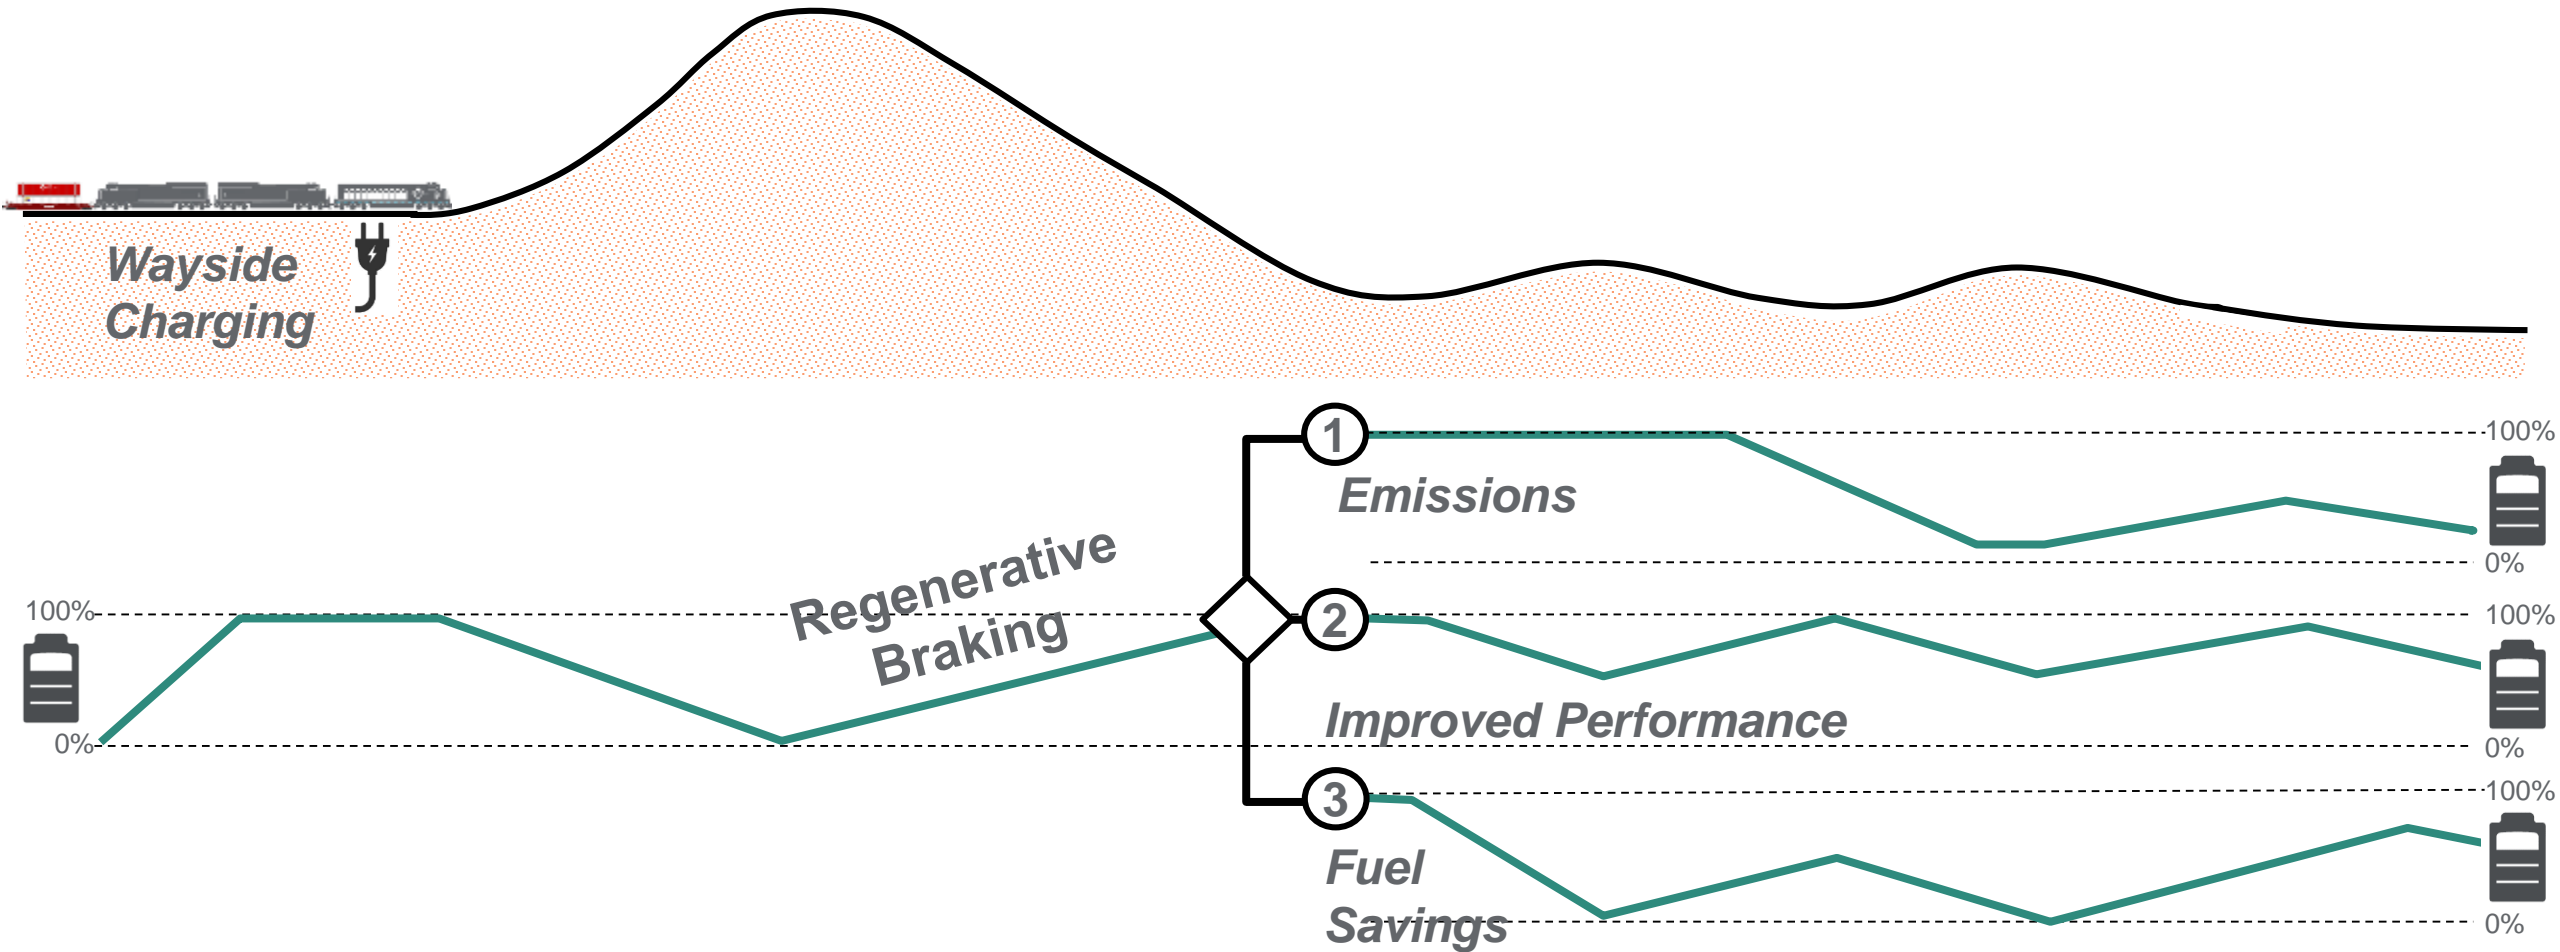 Wayside
Charging
1
100%
Emissions
0%
Regenerative
Braking
100%
0%
2
100%
Improved Performance
0%
3
100%
Fuel
Savings
0%